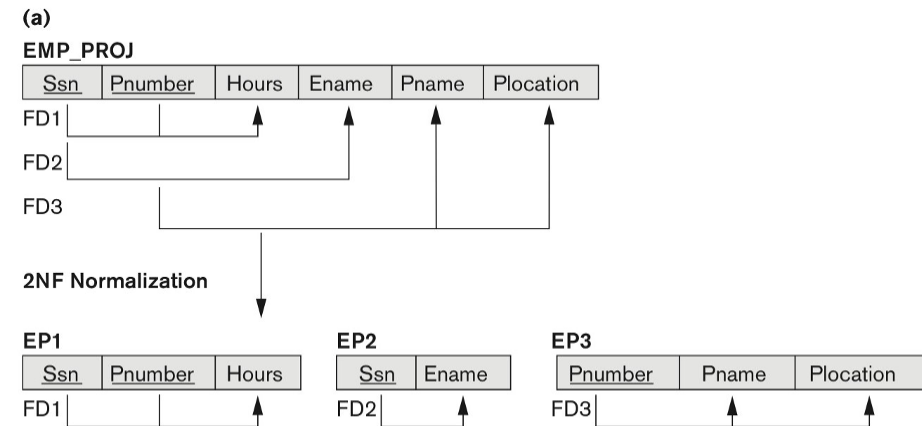 (a)
EMP_PROJ
Ssn Pnumber Hours Ename Pname Plocation
FD1
FD2
FD3
2NF Normalization
EP1 EP2 EP3
Ssn Pnumber Hours Ssn Ename Pnumber Pname Plocation
FD1 FD2 FD3